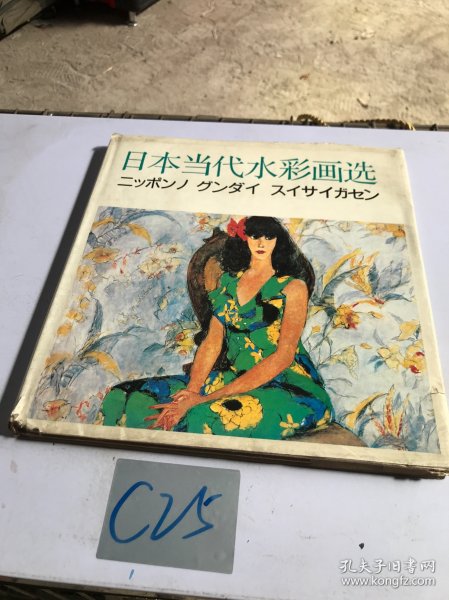 日本当代水彩画选
ニッポンノ グンダイ スイサイガセン
C25
孔夫子旧书网
www.kongfz.com